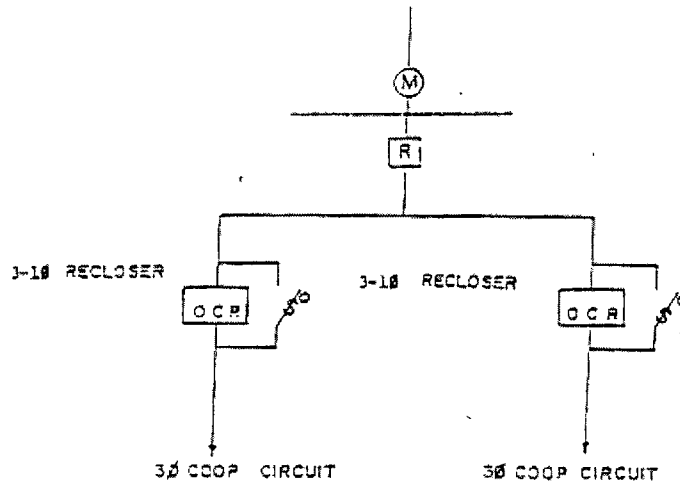 M
R
3-1Ø RECLOSER
3-1Ø RECLOSER
OCR
OCR
3Ø COOP CIRCUIT
3Ø COOP CIRCUIT